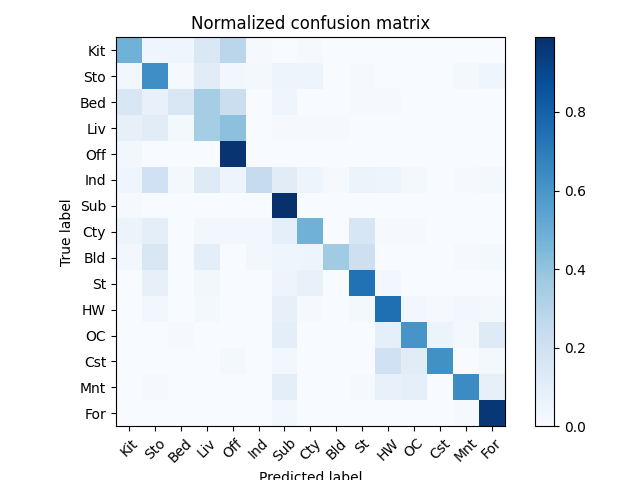 Normalized confusion matrix
True label
Kit
Sto
Bed
Liv
Off
Ind
Sub
Cty
Bld
St
HW
OC
Cst
Mnt
For
Kit Sto Bed Liv Off Ind Sub Cty Bld St HW OC Cst Mnt For
Predicted label
0.8
0.6
0.4
0.2
0.0